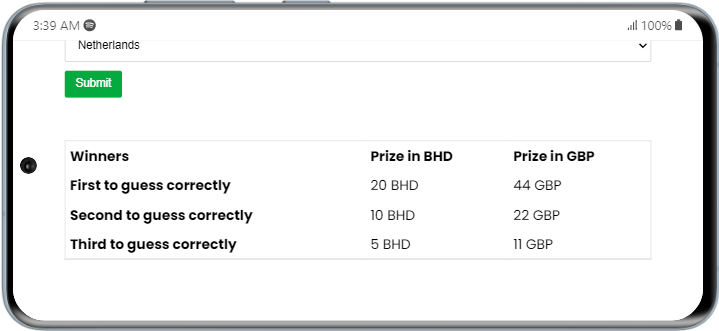 3:39 AM 100%
Netherlands
Submit
Winners Prize in BHD Prize in GBP
First to guess correctly 20 BHD 44 GBP
Second to guess correctly 10 BHD 22 GBP
Third to guess correctly 5 BHD 11 GBP